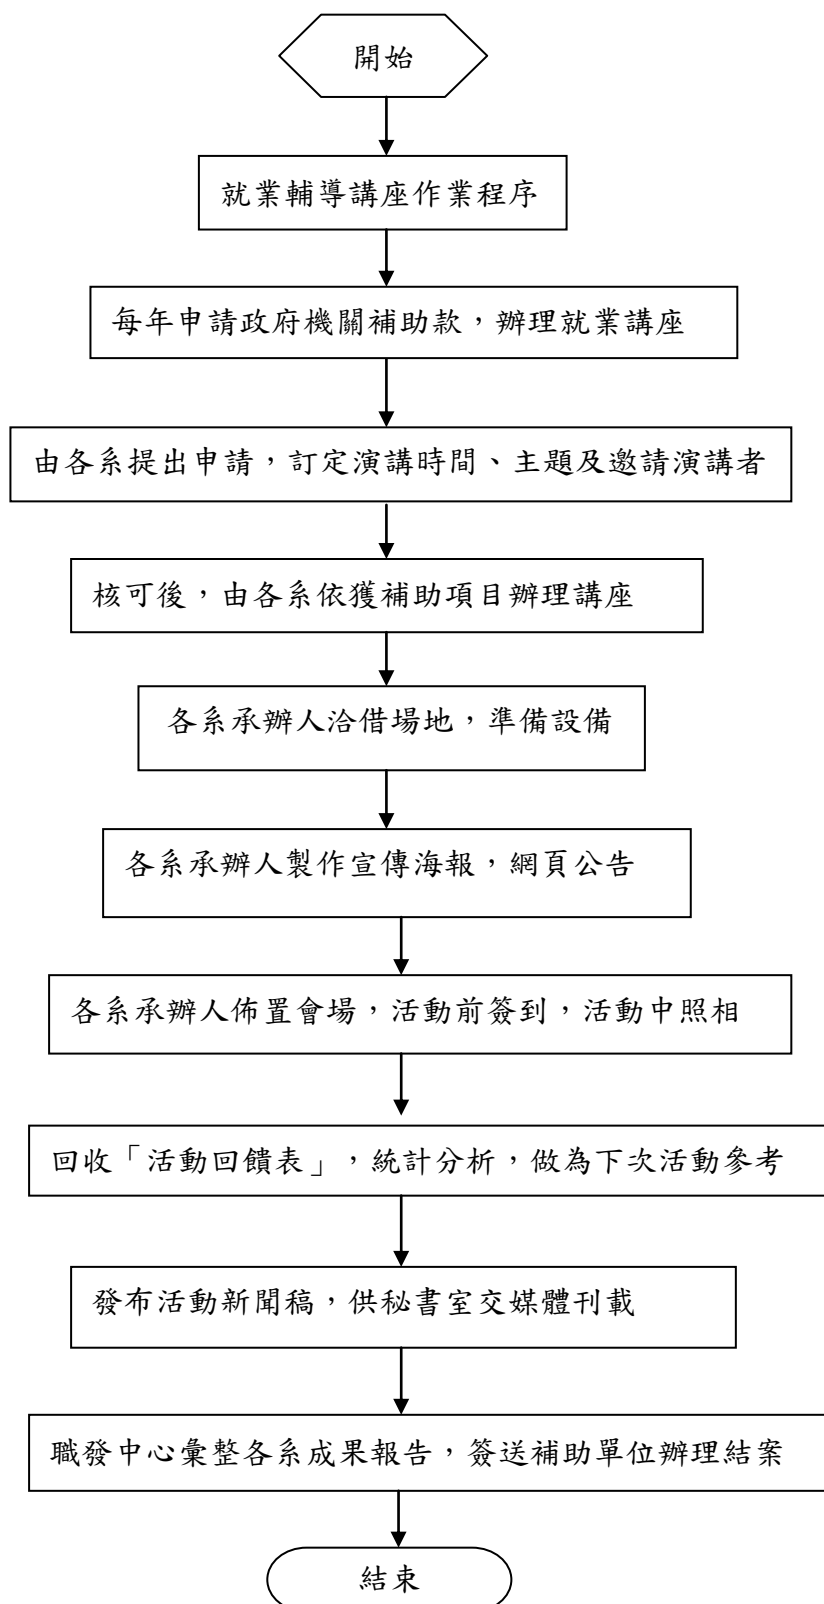 開始
就業輔導講座作業程序
每年申請政府機關補助款，辦理就業講座
由各系提出申請，訂定演講時間、主題及邀請演講者
核可後，由各系依獲補助項目辦理講座
各系承辦人洽借場地，準備設備
各系承辦人製作宣傳海報，網頁公告
各系承辦人佈置會場，活動前簽到，活動中照相
回收「活動回饋表」，統計分析，做為下次活動參考
發布活動新聞稿，供秘書室交媒體刊載
職發中心彙整各系成果報告，簽送補助單位辦理結案
結束